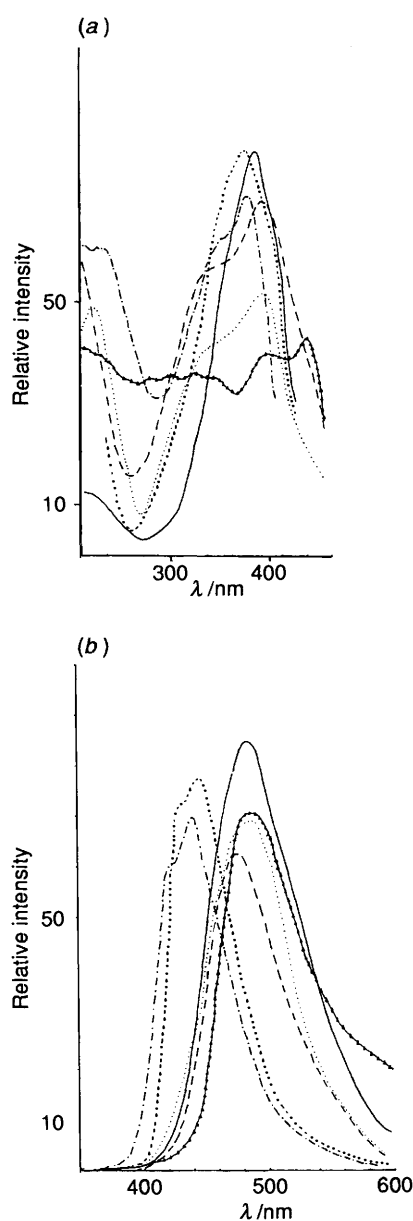 (a)
Relative intensity
50
10
300 400
λ/nm
(b)
Relative intensity
50
10
400 500 600
λ/nm